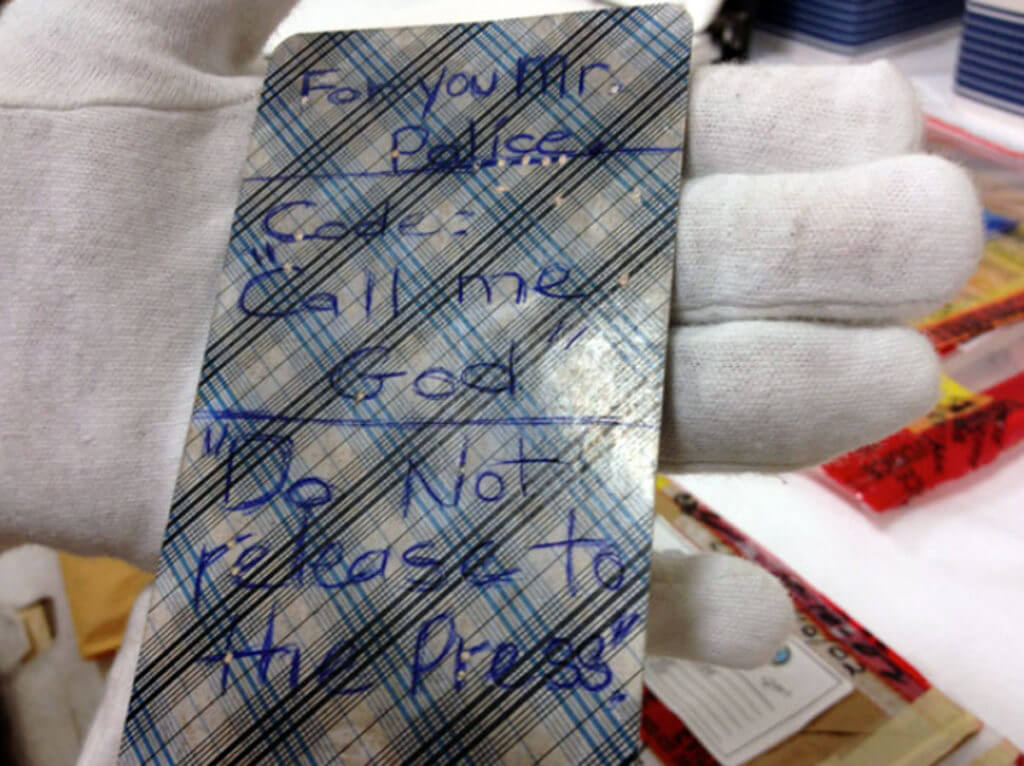 For you Mr.
Police.
Code:
"Call me
God"
"Do Not
release to
the Press".